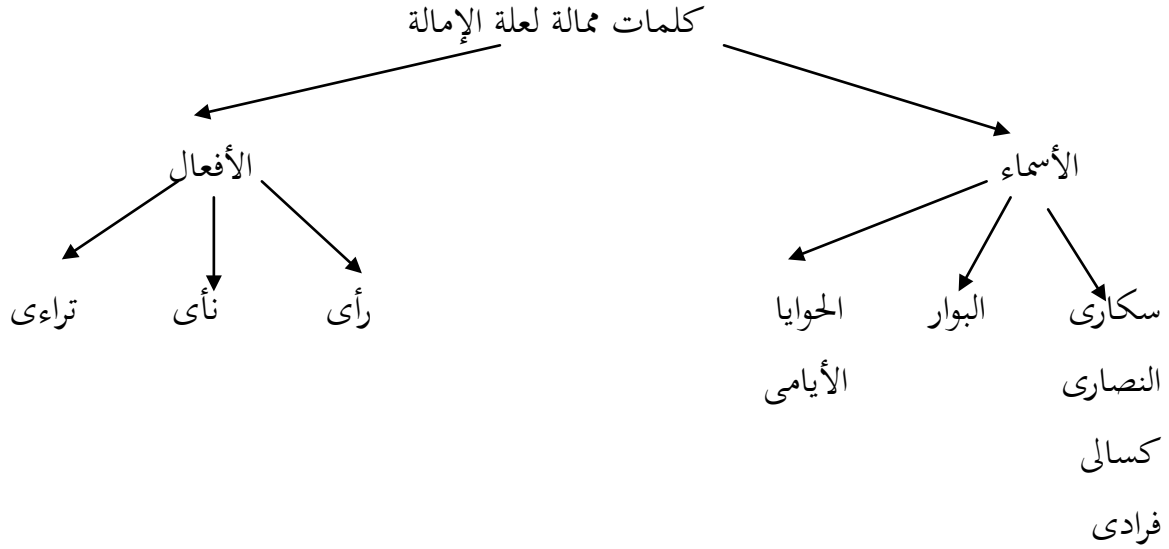 كلمات ممالة لعلة الإمالة
الأسماء
الأفعال
سكارى
البوار
الحوايا
رأى
نأى
تراءى
النصارى
الأيامى
كسالى
فرادى